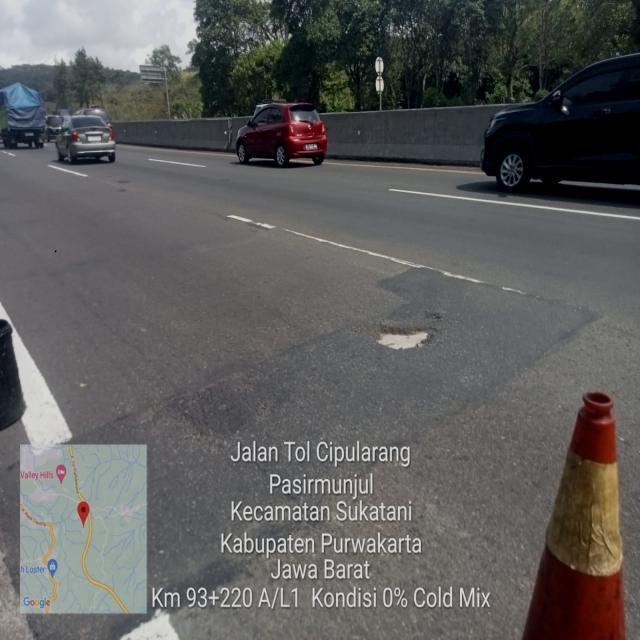 Jalan Tol Cipularang
Pasirmunjul
Kecamatan Sukatani
Kabupaten Purwakarta
Jawa Barat
Km 93+220 A/L1 Kondisi 0% Cold Mix
Valley Hills
Google